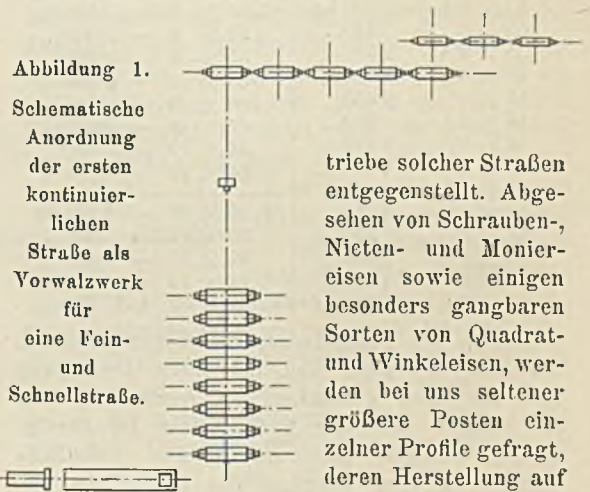 Abbildung 1.
Schematische
Anordnung
der ersten
kontinuier-
lichen
Straße als
Vorwalzwerk
für
eine Fein-
und
Schnellstraße.
triebe solcher Straßen
entgegenstellt. Abge-
sehen von Schrauben-,
Nieten- und Monier-
eisen sowie einigen
besonders gangbaren
Sorten von Quadrat-
und Winkeleisen, wer-
den bei uns seltener
größere Posten ein-
zelner Profile gefragt,
deren Herstellung auf